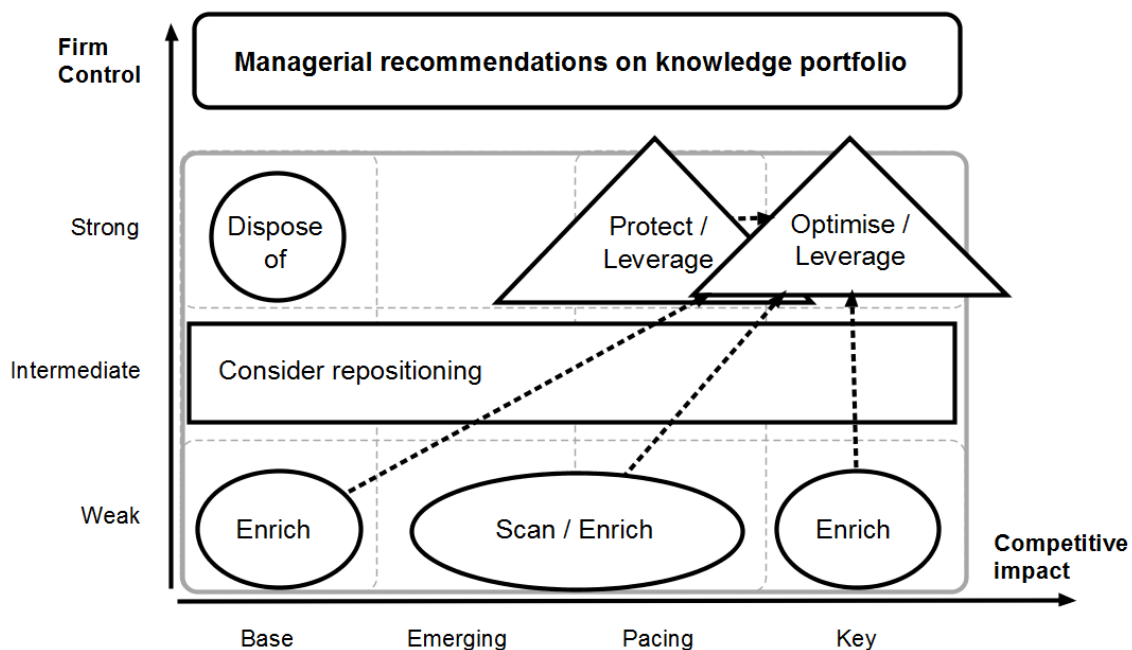 Firm
Control
Managerial recommendations on knowledge portfolio
Strong
Dispose
of
Protect /
Leverage
Optimise /
Leverage
Intermediate
Consider repositioning
Weak
Enrich
Scan / Enrich
Enrich
Competitive
impact
Base
Emerging
Pacing
Key